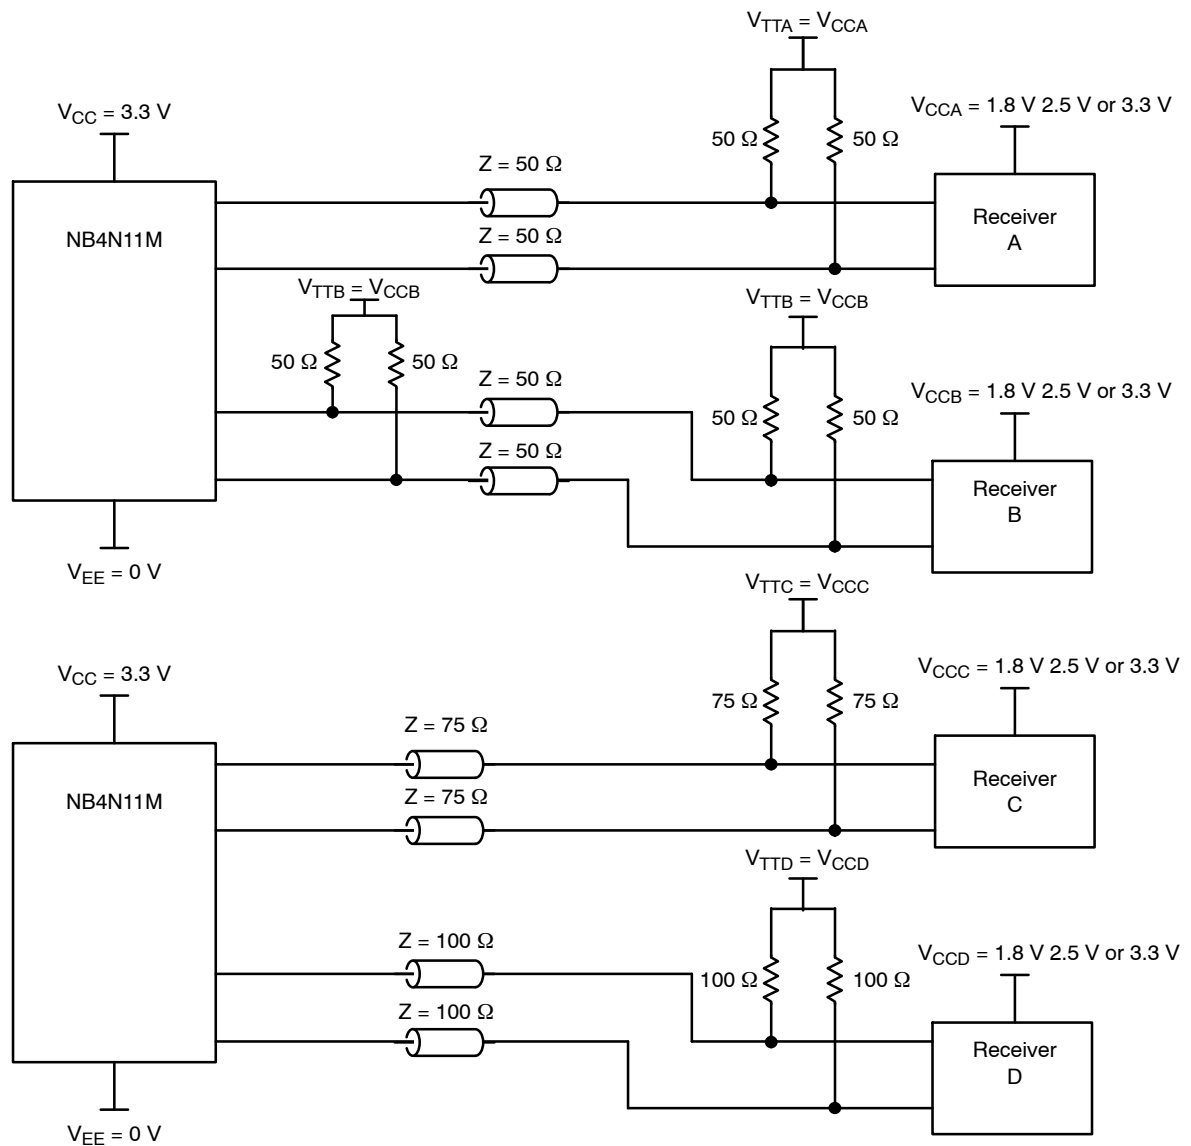 V_TTA = V_CCA
V_CC = 3.3 V
V_CCA = 1.8 V 2.5 V or 3.3 V
50 Ω
50 Ω
Z = 50 Ω
NB4N11M
Receiver
A
Z = 50 Ω
V_TTB = V_CCB
V_TTB = V_CCB
50 Ω
50 Ω
Z = 50 Ω
V_CCB = 1.8 V 2.5 V or 3.3 V
50 Ω
50 Ω
Z = 50 Ω
Receiver
B
V_EE = 0 V
V_TTC = V_CCC
V_CC = 3.3 V
V_CCC = 1.8 V 2.5 V or 3.3 V
75 Ω
75 Ω
Z = 75 Ω
NB4N11M
Receiver
C
Z = 75 Ω
V_TTD = V_CCD
Z = 100 Ω
V_CCD = 1.8 V 2.5 V or 3.3 V
100 Ω
100 Ω
Z = 100 Ω
Receiver
D
V_EE = 0 V